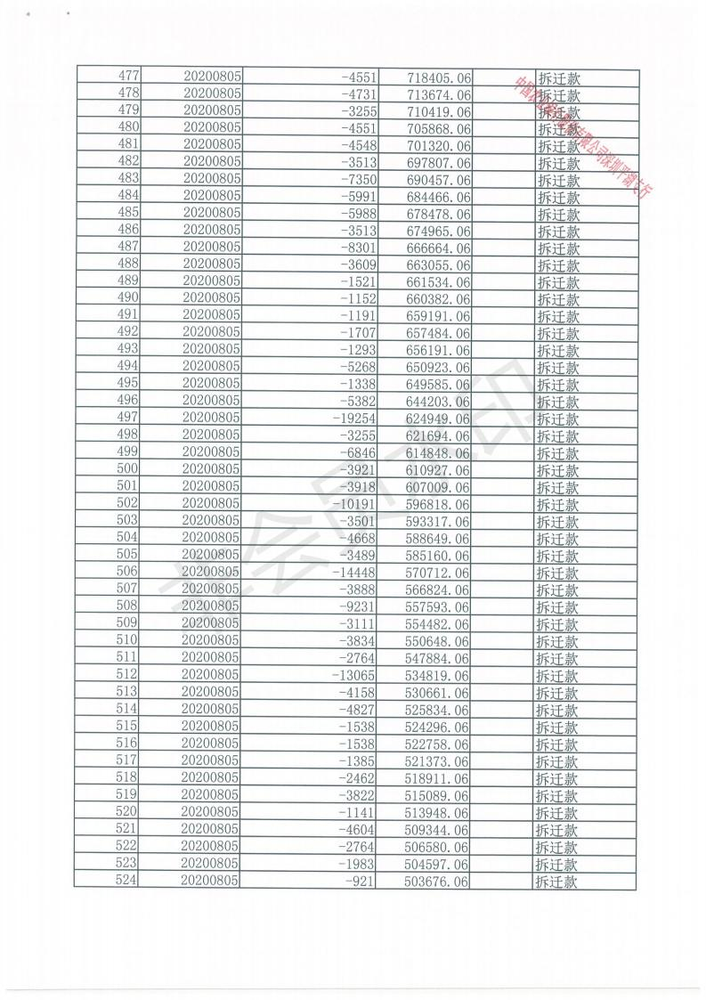 477 20200805 -4551 718405.06 拆迁款
478 20200805 -4731 713674.06 拆迁款
479 20200805 -3255 710419.06 拆迁款
480 20200805 -4551 705868.06 拆迁款
481 20200805 -4548 701320.06 拆迁款
482 20200805 -3513 697807.06 拆迁款
483 20200805 -7350 690457.06 拆迁款
484 20200805 -5991 684466.06 拆迁款
485 20200805 -5988 678478.06 拆迁款
486 20200805 -3513 674965.06 拆迁款
487 20200805 -8301 666664.06 拆迁款
488 20200805 -3609 663055.06 拆迁款
489 20200805 -1521 661534.06 拆迁款
490 20200805 -1152 660382.06 拆迁款
491 20200805 -1191 659191.06 拆迁款
492 20200805 -1707 657484.06 拆迁款
493 20200805 -1293 656191.06 拆迁款
494 20200805 -5268 650923.06 拆迁款
495 20200805 -1338 649585.06 拆迁款
496 20200805 -5382 644203.06 拆迁款
497 20200805 -19254 624949.06 拆迁款
498 20200805 -3255 621694.06 拆迁款
499 20200805 -6846 614848.06 拆迁款
500 20200805 -3921 610927.06 拆迁款
501 20200805 -3918 607009.06 拆迁款
502 20200805 -10191 596818.06 拆迁款
503 20200805 -3501 593317.06 拆迁款
504 20200805 -4668 588649.06 拆迁款
505 20200805 -3489 585160.06 拆迁款
506 20200805 -14448 570712.06 拆迁款
507 20200805 -3888 566824.06 拆迁款
508 20200805 -9231 557593.06 拆迁款
509 20200805 -3111 554482.06 拆迁款
510 20200805 -3834 550648.06 拆迁款
511 20200805 -2764 547884.06 拆迁款
512 20200805 -13065 534819.06 拆迁款
513 20200805 -4158 530661.06 拆迁款
514 20200805 -4827 525834.06 拆迁款
515 20200805 -1538 524296.06 拆迁款
516 20200805 -1538 522758.06 拆迁款
517 20200805 -1385 521373.06 拆迁款
518 20200805 -2462 518911.06 拆迁款
519 20200805 -3822 515089.06 拆迁款
520 20200805 -1141 513948.06 拆迁款
521 20200805 -4604 509344.06 拆迁款
522 20200805 -2764 506580.06 拆迁款
523 20200805 -1983 504597.06 拆迁款
524 20200805 -921 503676.06 拆迁款
中国农业银行股份有限公司深圳平湖支行
非会员水印